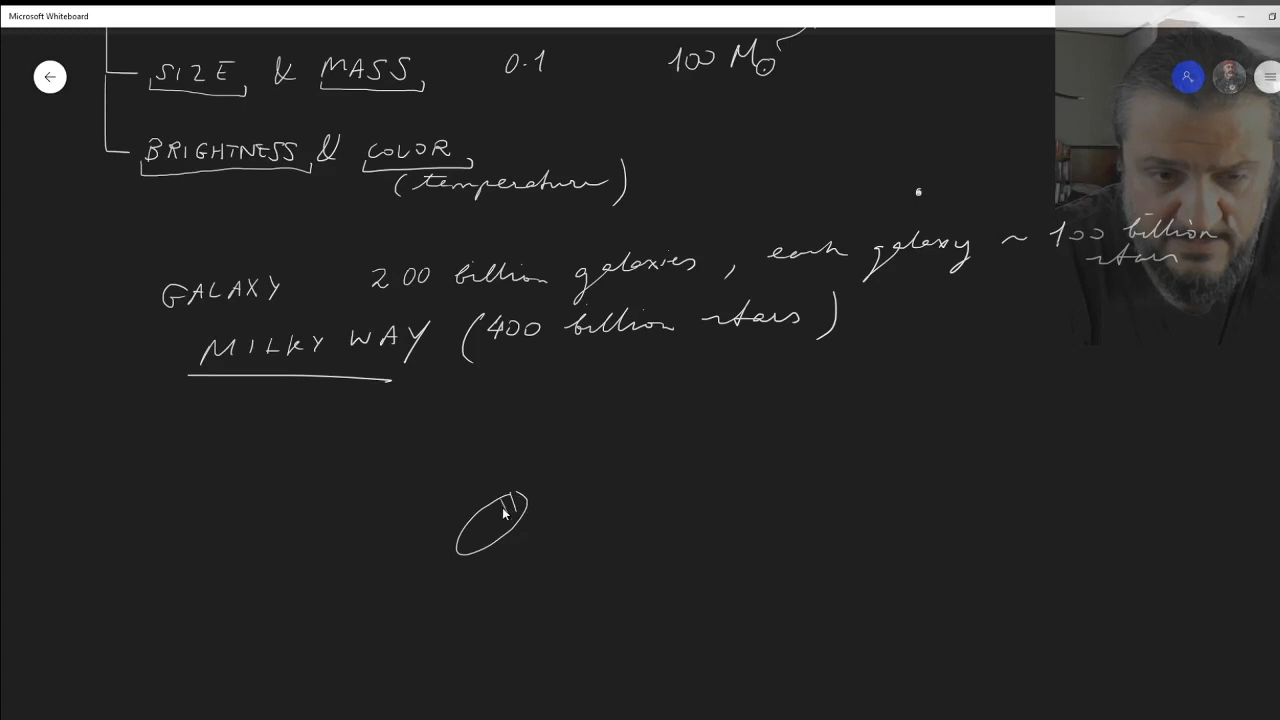 Microsoft Whiteboard
SIZE & MASS 0.1 100 M⊙
BRIGHTNESS & COLOR
(temperature)
GALAXY 200 billion galaxies, each galaxy ~ 100 billion stars
MILKY WAY (400 billion stars)